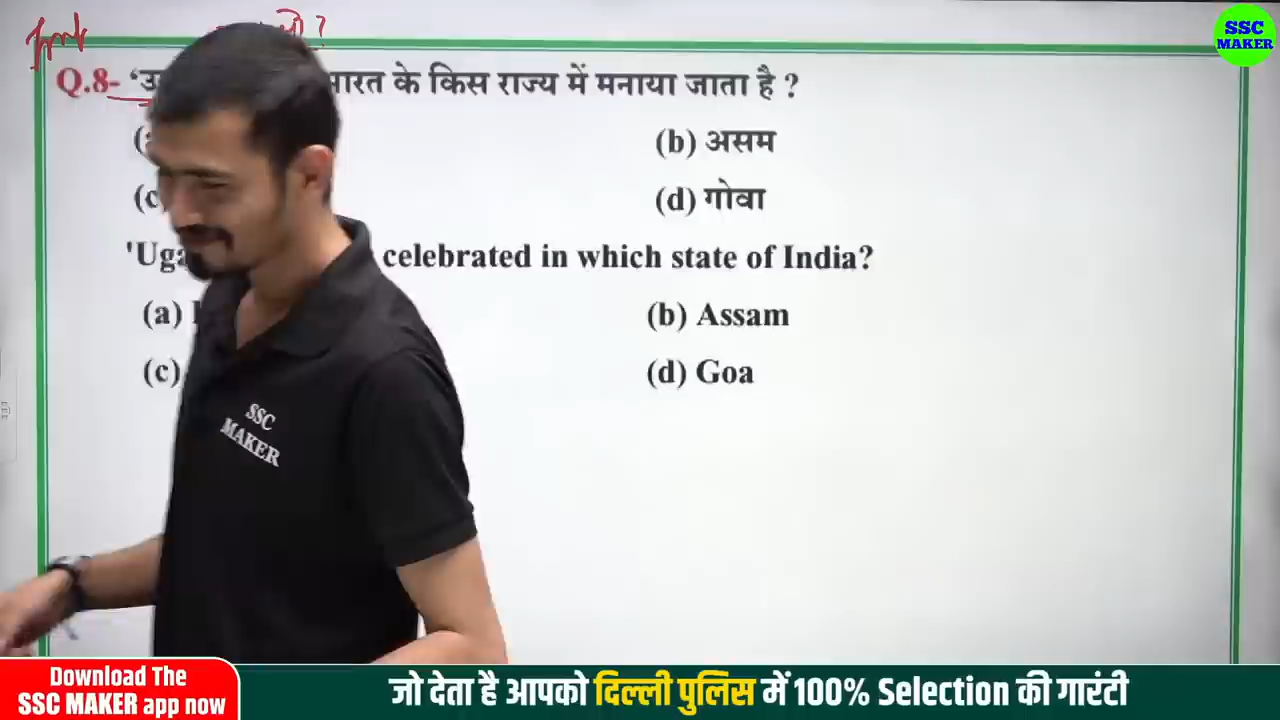 SSC
MAKER
Q.8- भारत के किस राज्य में मनाया जाता है ?
(b) असम
(d) गोवा
celebrated in which state of India?
(a)
(b) Assam
(c)
(d) Goa
SSC
MAKER
Download The
SSC MAKER app now
जो देता है आपको दिल्ली पुलिस में 100% Selection की गारंटी